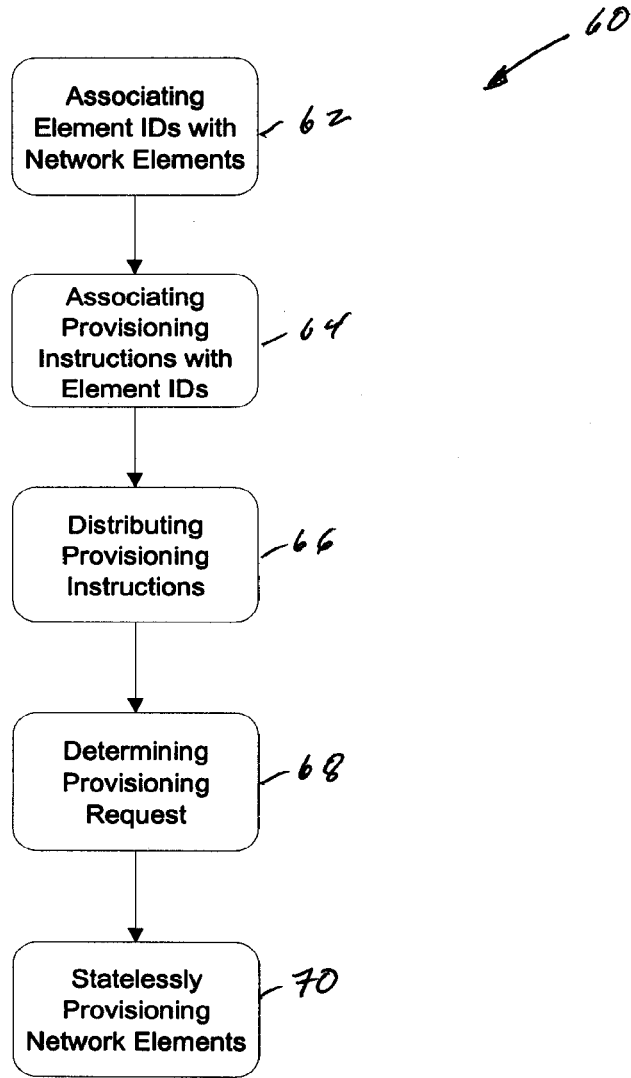 60
Associating
Element IDs with
Network Elements
62
Associating
Provisioning
Instructions with
Element IDs
64
Distributing
Provisioning
Instructions
66
Determining
Provisioning
Request
68
Statelessly
Provisioning
Network Elements
70